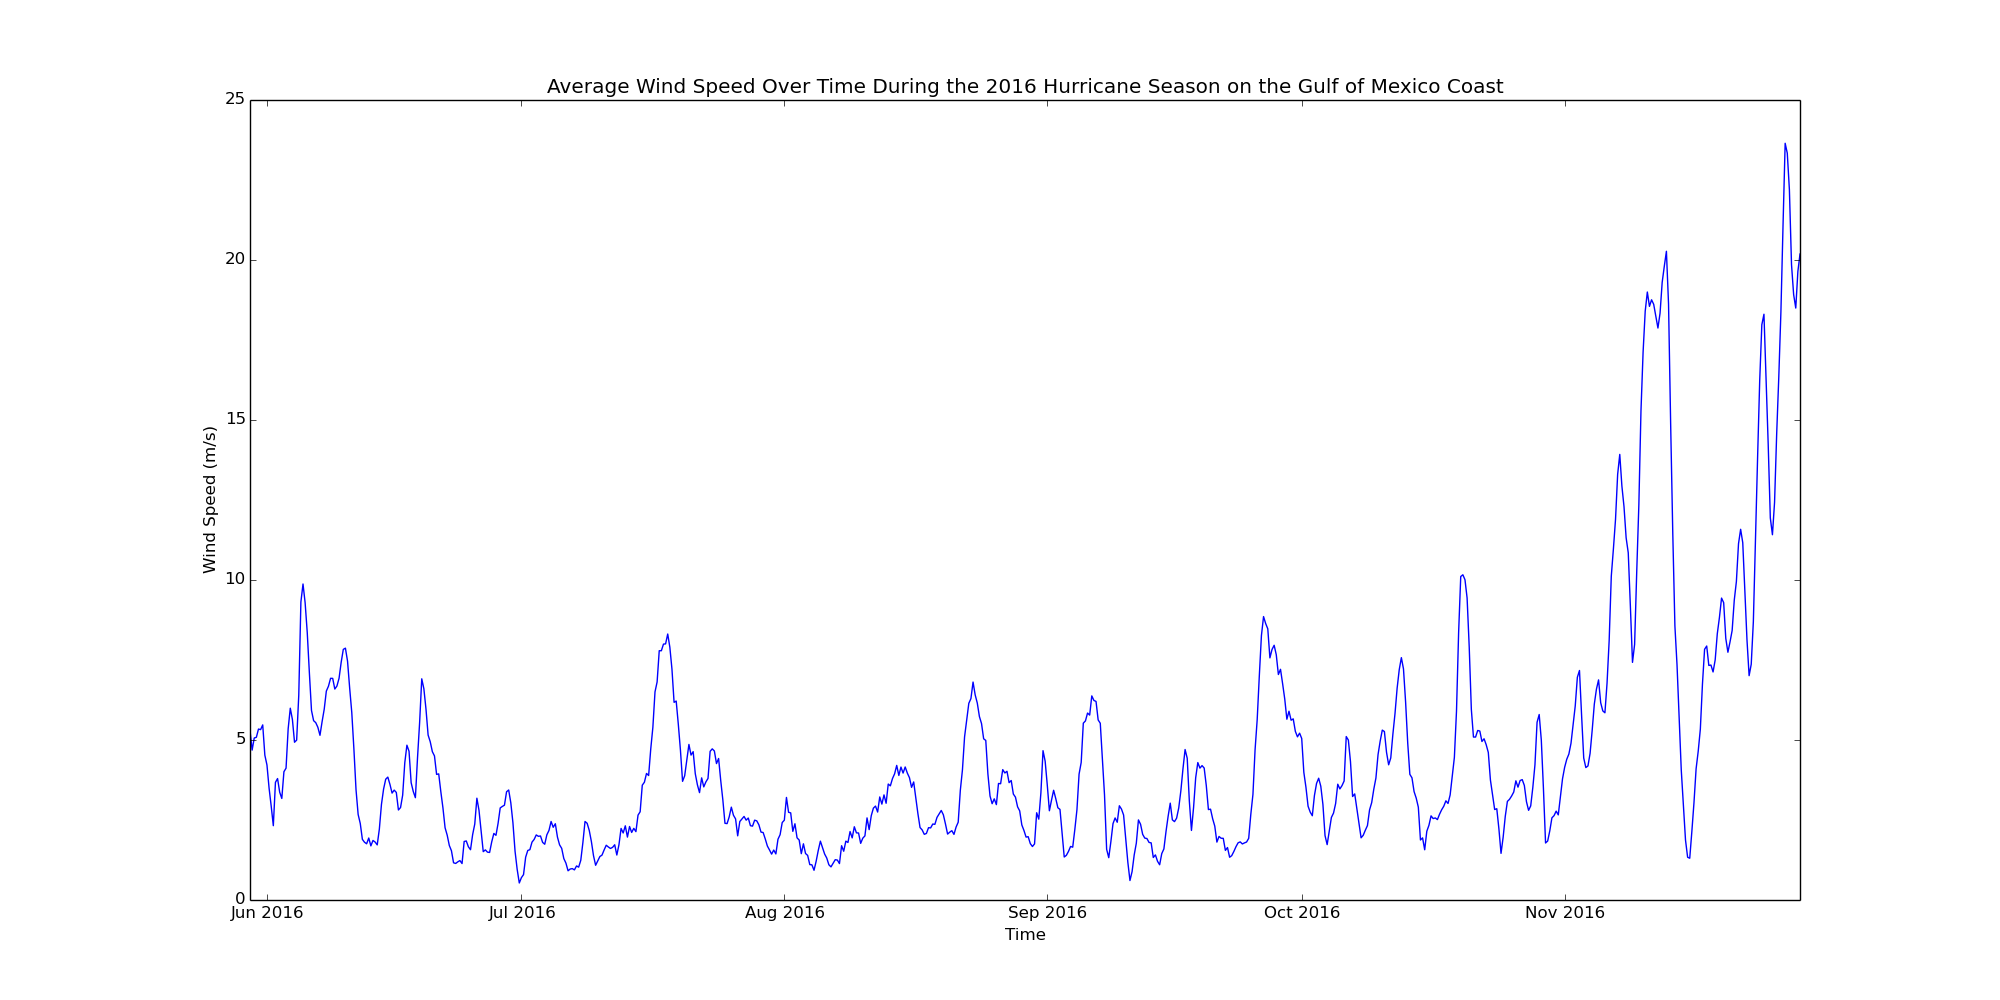 Average Wind Speed Over Time During the 2016 Hurricane Season on the Gulf of Mexico Coast
25
20
15
10
5
0
Wind Speed (m/s)
Jun 2016 Jul 2016 Aug 2016 Sep 2016 Oct 2016 Nov 2016
Time